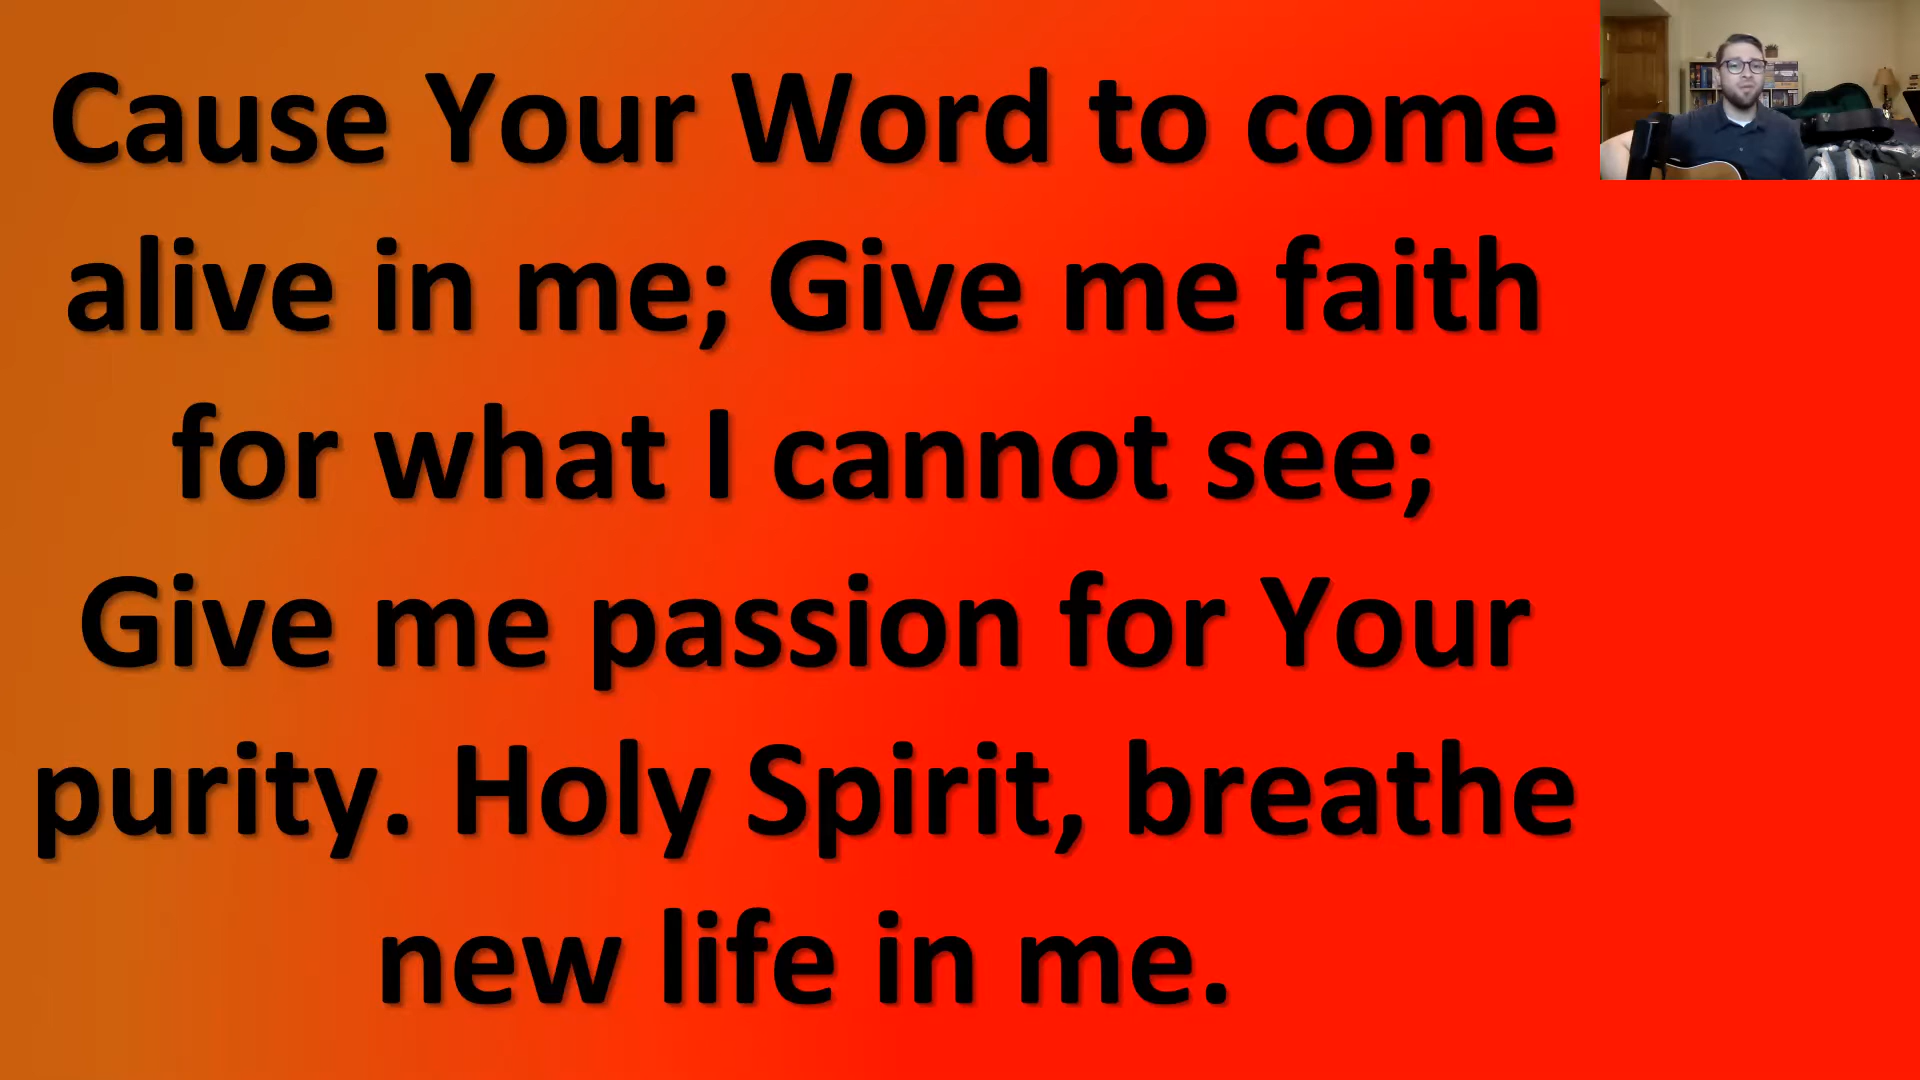 Cause Your Word to come
alive in me; Give me faith
for what I cannot see;
Give me passion for Your
purity. Holy Spirit, breathe
new life in me.